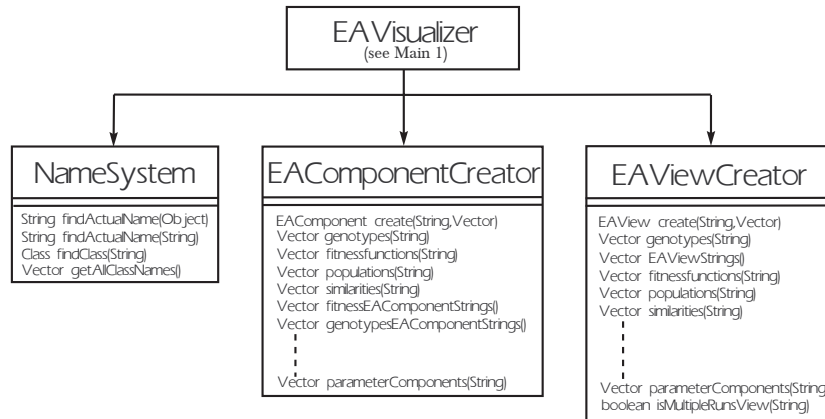 EAVisualizer
(see Main 1)
NameSystem
String findActualName(Object)
String findActualName(String)
Class findClass(String)
Vector getAllClassNames()
EAComponentCreator
EAComponent create(String,Vector)
Vector genotypes(String)
Vector fitnessfunctions(String)
Vector populations(String)
Vector similarities(String)
Vector fitnessEAComponentStrings()
Vector genotypesEAComponentStrings()
Vector parameterComponents(String)
EAViewCreator
EAView create(String,Vector)
Vector genotypes(String)
Vector EAViewStrings()
Vector fitnessfunctions(String)
Vector populations(String)
Vector similarities(String)
Vector parameterComponents(String
boolean isMultipleRunsView(String)